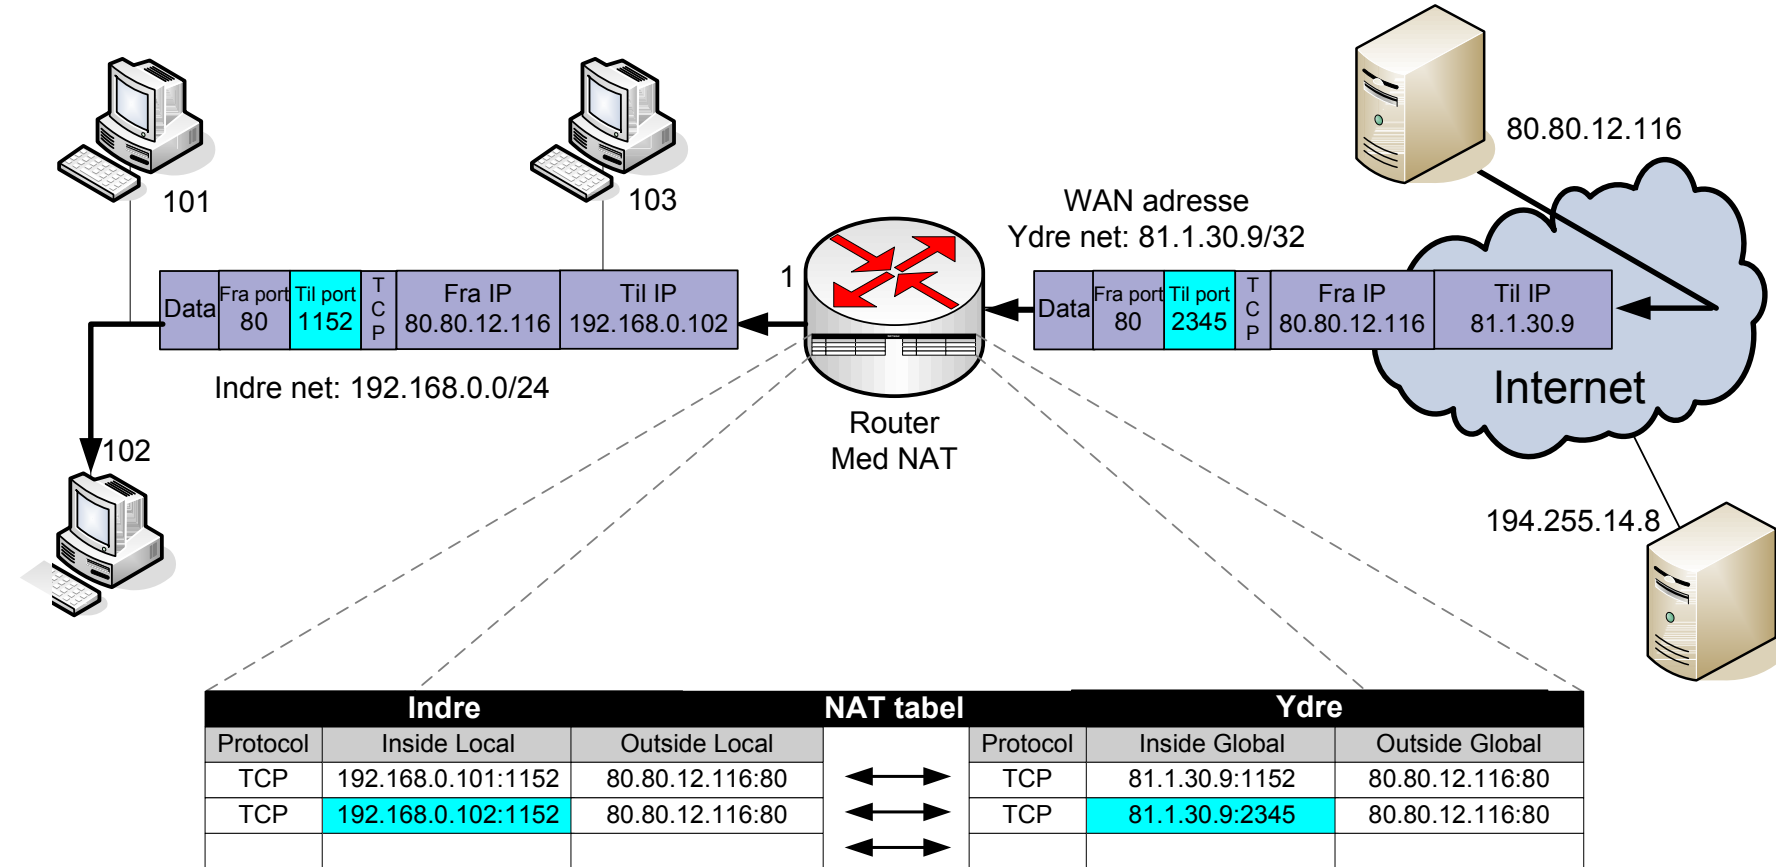 80.80.12.116
101
103
WAN adresse
Ydre net: 81.1.30.9/32
1
Data
Fra port
80
Til port
1152
T
C
P
Fra IP
80.80.12.116
Til IP
192.168.0.102
Data
Fra port
80
Til port
2345
T
C
P
Fra IP
80.80.12.116
Til IP
81.1.30.9
Indre net: 192.168.0.0/24
Internet
Router
Med NAT
102
194.255.14.8
Indre NAT tabel Ydre
Protocol Inside Local Outside Local Protocol Inside Global Outside Global
TCP 192.168.0.101:1152 80.80.12.116:80 TCP 81.1.30.9:1152 80.80.12.116:80
TCP 192.168.0.102:1152 80.80.12.116:80 TCP 81.1.30.9:2345 80.80.12.116:80